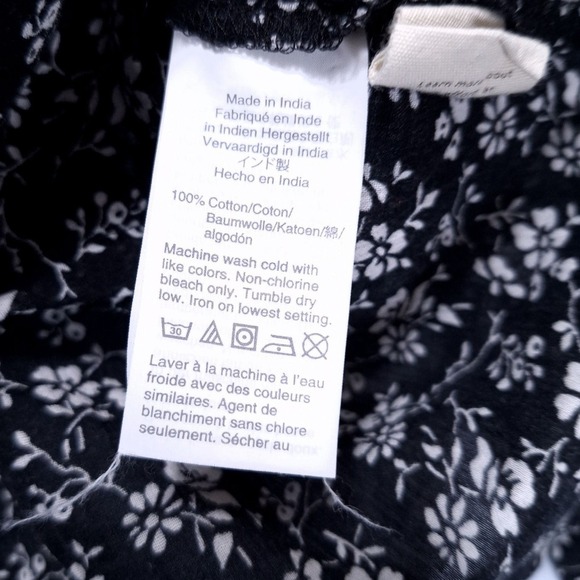 Made in India
Fabriqué en Inde
in Indien Hergestellt
Vervaardigd in India
インド製
Hecho en India
100% Cotton/Coton/
Baumwolle/Katoen/綿/
algodón
Machine wash cold with
like colors. Non-chlorine
bleach only. Tumble dry
low. Iron on lowest setting.
30
Laver à la machine à l'eau
froide avec des couleurs
similaires. Agent de
blanchiment sans chlore
seulement. Sécher au